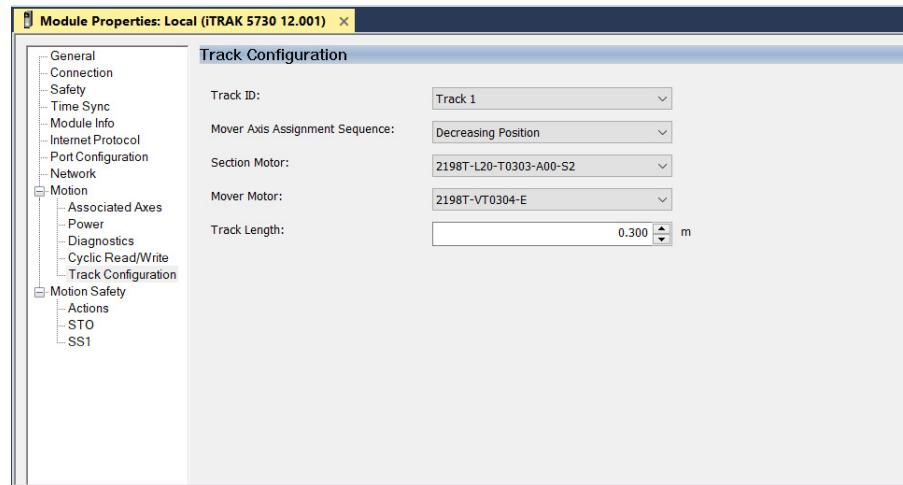 Module Properties: Local (iTRAK 5730 12.001) ×
General
Connection
Safety
Time Sync
Module Info
Internet Protocol
Port Configuration
Network
Motion
Associated Axes
Power
Diagnostics
Cyclic Read/Write
Track Configuration
Motion Safety
Actions
STO
SS1
Track Configuration
Track ID: Track 1
Mover Axis Assignment Sequence: Decreasing Position
Section Motor: 2198T-L20-T0303-A00-S2
Mover Motor: 2198T-VT0304-E
Track Length: 0.300 m